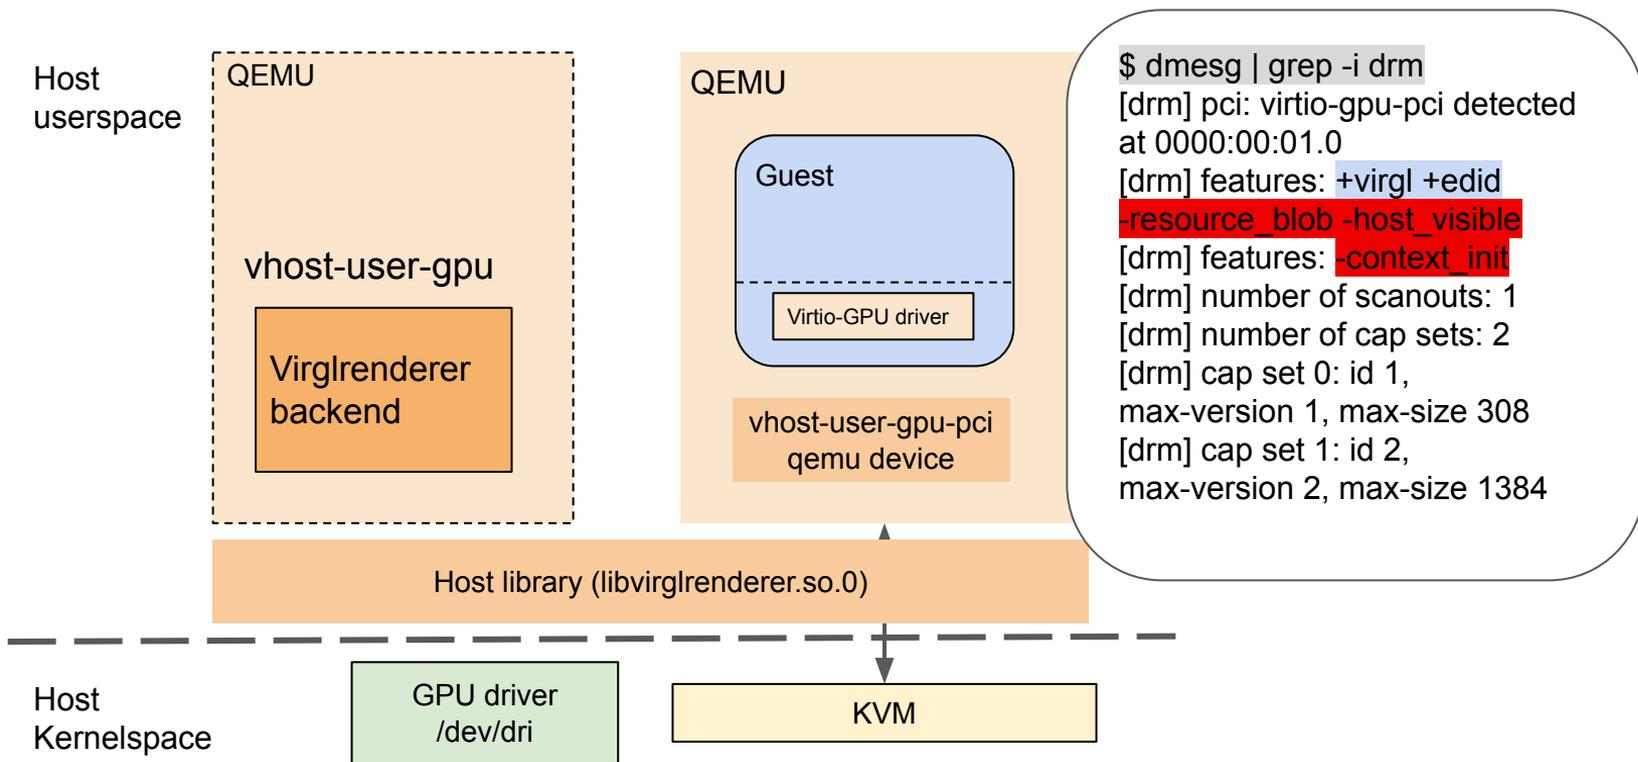 Host
userspace
QEMU
vhost-user-gpu
Virglrenderer
backend
QEMU
Guest
Virtio-GPU driver
vhost-user-gpu-pci
qemu device
$ dmesg | grep -i drm
[drm] pci: virtio-gpu-pci detected
at 0000:00:01.0
[drm] features: +virgl +edid
-resource_blob -host_visible
[drm] features: -context_init
[drm] number of scanouts: 1
[drm] number of cap sets: 2
[drm] cap set 0: id 1,
max-version 1, max-size 308
[drm] cap set 1: id 2,
max-version 2, max-size 1384
Host library (libvirglrenderer.so.0)
Host
Kernelspace
GPU driver
/dev/dri
KVM